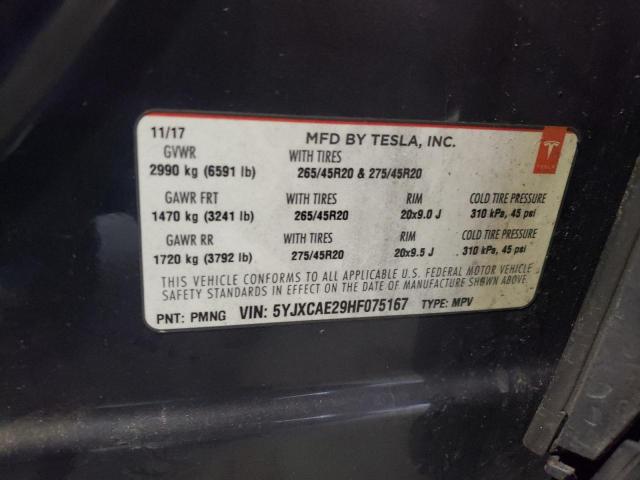 11/17 MFD BY TESLA, INC.
GVWR WITH TIRES
2990 kg (6591 lb) 265/45R20 & 275/45R20
GAWR FRT WITH TIRES RIM COLD TIRE PRESSURE
1470 kg (3241 lb) 265/45R20 20x9.0 J 310 kPa, 45 psi
GAWR RR WITH TIRES RIM COLD TIRE PRESSURE
1720 kg (3792 lb) 275/45R20 20x9.5 J 310 kPa, 45 psi
THIS VEHICLE CONFORMS TO ALL APPLICABLE U.S. FEDERAL MOTOR VEHICLE
SAFETY STANDARDS IN EFFECT ON THE DATE OF MANUFACTURE SHOWN ABOVE.
PNT: PMNG VIN: 5YJXCAE29HF075167 TYPE: MPV
TESLA